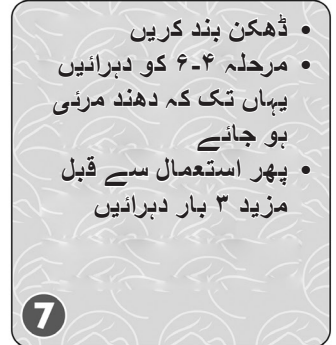 • ڈھکن بند کریں
• مرحلہ ۴-۶ کو دہرائیں
یہاں تک کہ دھند مرئی
ہو جائے
• پھر استعمال سے قبل
مزید ۳ بار دہرائیں
7